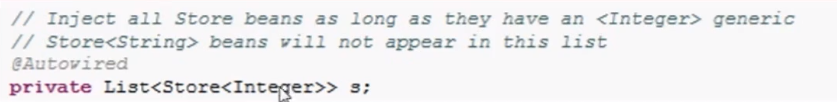 // Inject all Store beans as long as they have an <Integer> generic
// Store<String> beans will not appear in this list
@Autowired
private List<Store<Integer>> s;